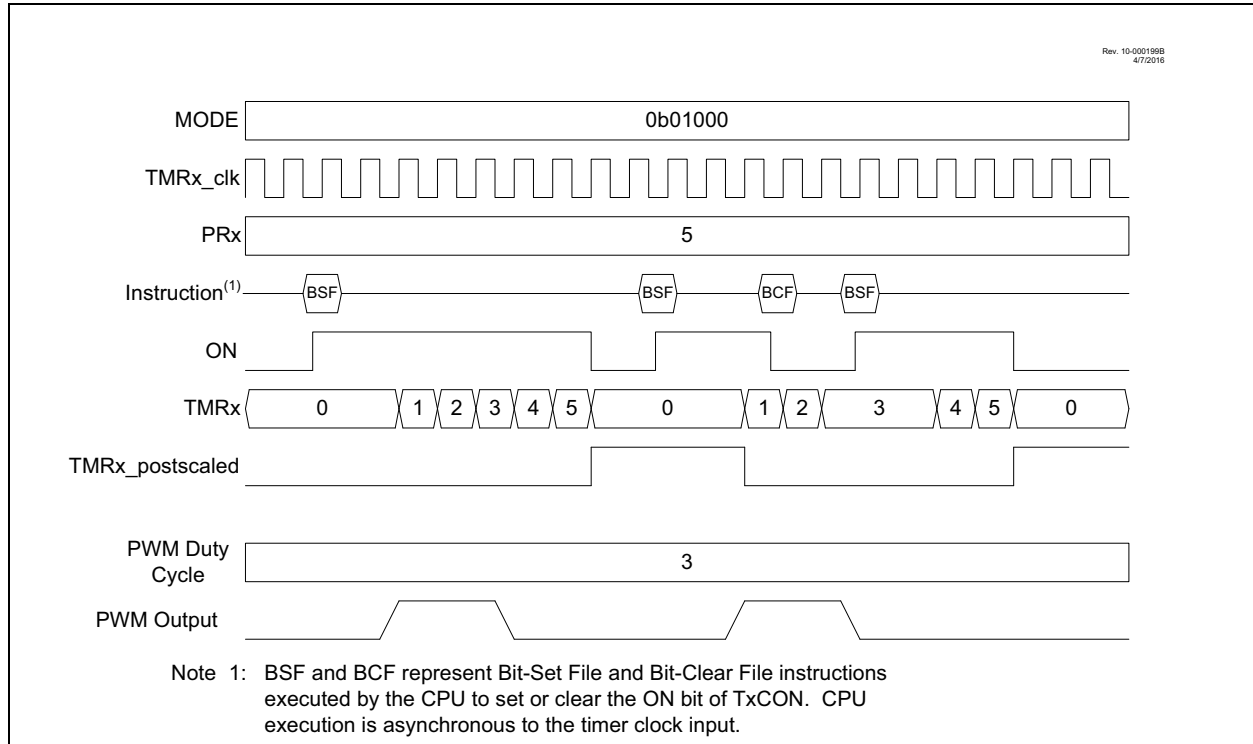 Rev. 10-000199B
4/7/2016
MODE 0b01000
TMRx_clk
PRx 5
Instruction(1) BSF BSF BCF BSF
ON
TMRx 0 1 2 3 4 5 0 1 2 3 4 5 0
TMRx_postscaled
PWM Duty
Cycle 3
PWM Output
Note 1: BSF and BCF represent Bit-Set File and Bit-Clear File instructions
executed by the CPU to set or clear the ON bit of TxCON. CPU
execution is asynchronous to the timer clock input.